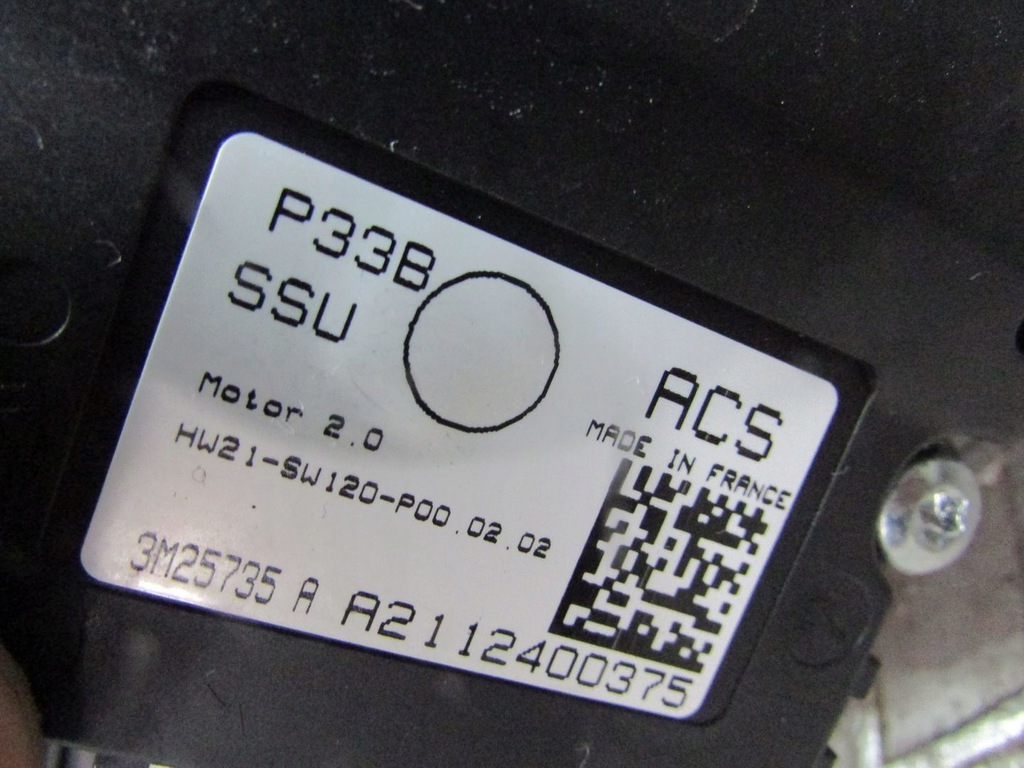 P33B
SSU
ACS
MADE IN FRANCE
Motor 2.0
HW21-SW120-P00.02.02
3M25735 A A2112400375